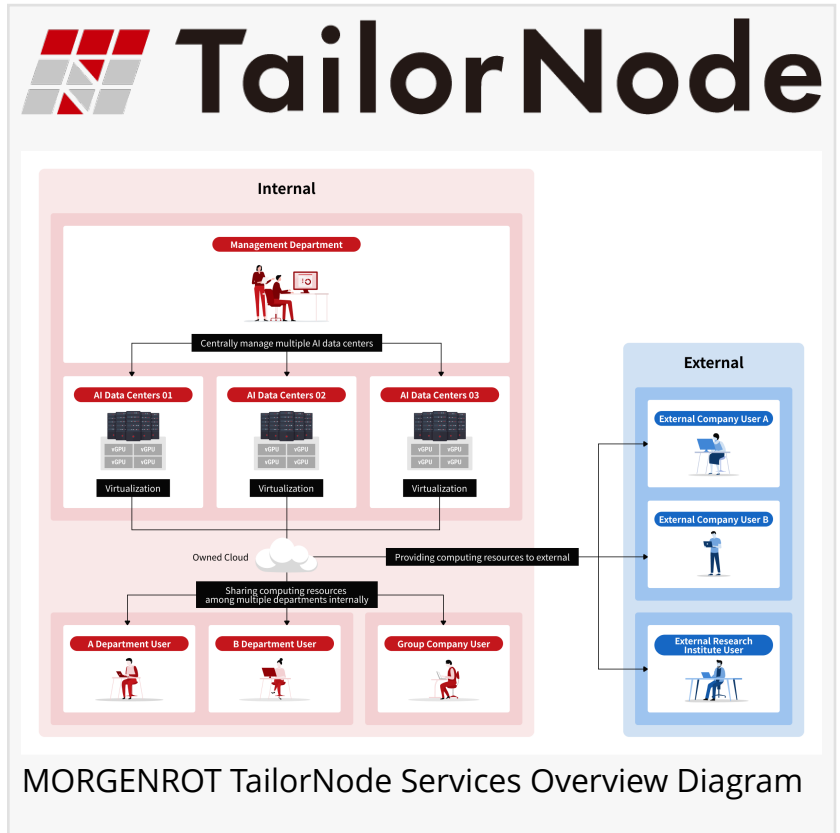 TailorNode
Internal
Management Department
Centrally manage multiple AI data centers
AI Data Centers 01
AI Data Centers 02
AI Data Centers 03
vGPU vGPU
vGPU vGPU
vGPU vGPU
vGPU vGPU
vGPU vGPU
vGPU vGPU
Virtualization
Virtualization
Virtualization
Owned Cloud
Providing computing resources to external
Sharing computing resources
among multiple departments internally
A Department User
B Department User
Group Company User
External
External Company User A
External Company User B
External Research
Institute User
MORGENROT TailorNode Services Overview Diagram